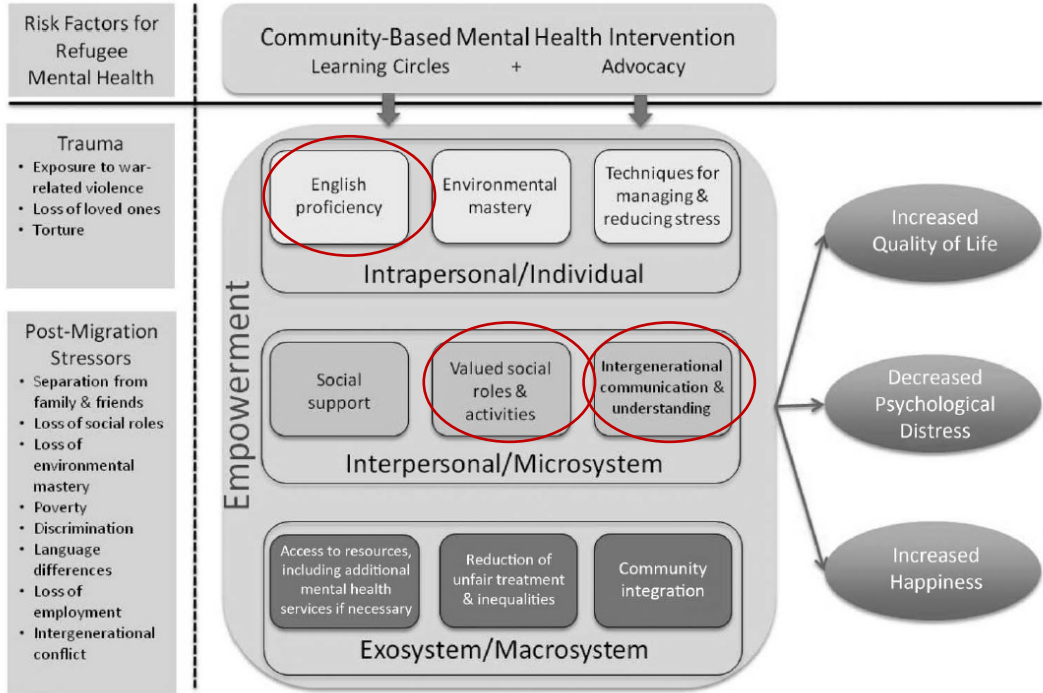 Risk Factors for
Refugee
Mental Health
Community-Based Mental Health Intervention
Learning Circles + Advocacy
Trauma
• Exposure to war-
related violence
• Loss of loved ones
• Torture
Post-Migration
Stressors
• Separation from
family & friends
• Loss of social roles
• Loss of
environmental
mastery
• Poverty
• Discrimination
• Language
differences
• Loss of
employment
• Intergenerational
conflict
Empowerment
English
proficiency
Environmental
mastery
Techniques for
managing &
reducing stress
Intrapersonal/Individual
Social
support
Valued social
roles &
activities
Intergenerational
communication &
understanding
Interpersonal/Microsystem
Access to resources,
including additional
mental health
services if necessary
Reduction of
unfair treatment
& inequalities
Community
integration
Exosystem/Macrosystem
Increased
Quality of Life
Decreased
Psychological
Distress
Increased
Happiness